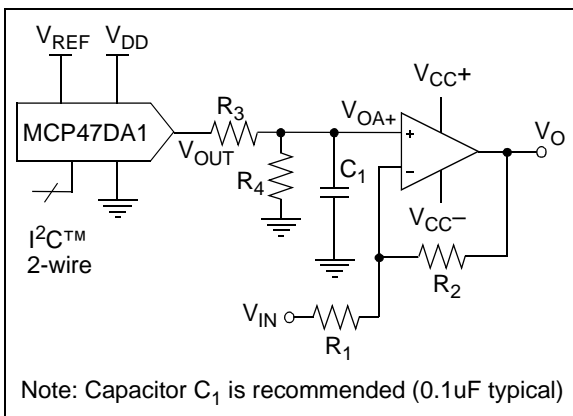 V_REF V_DD
MCP47DA1
V_OUT
R_3
R_4
C_1
V_OA+
V_CC+
+
-
V_CC–
V_O
I²C™
2-wire
V_IN
R_1
R_2
Note: Capacitor C_1 is recommended (0.1uF typical)